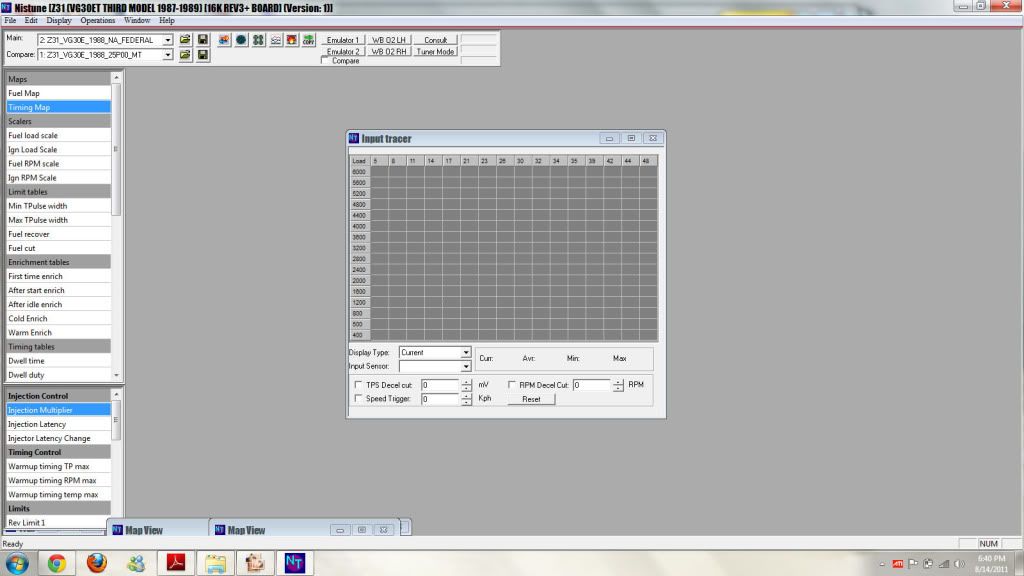 Nistune [Z31 (VG30ET THIRD MODEL 1987-1989) (16K REV3+ BOARD) (Version: 1)]
File Edit Display Operations Window Help
Main: 2: Z31_VG30E_1988_NA_FEDERAL
Compare: 1: Z31_VG30E_1988_25P00_MT
COPY
Emulator 1 WB O2 LH Consult
Emulator 2 WB O2 RH Tuner Mode
Compare
Maps
Fuel Map
Timing Map
Scalers
Fuel load scale
Ign Load Scale
Fuel RPM scale
Ign RPM Scale
Limit tables
Min TPulse width
Max TPulse width
Fuel recover
Fuel cut
Enrichment tables
First time enrich
After start enrich
After idle enrich
Cold Enrich
Warm Enrich
Timing tables
Dwell time
Dwell duty
Injection Control
Injection Multiplier
Injection Latency
Injector Latency Change
Timing Control
Warmup timing TP max
Warmup timing RPM max
Warmup timing temp max
Limits
Rev Limit 1
NT Input tracer
Load 5 8 11 14 17 21 23 26 30 32 34 35 39 42 44 48
6000
5600
5200
4800
4400
4000
3600
3200
2800
2400
2000
1600
1200
800
500
400
Display Type: Current
Input Sensor:
Curr: Avr: Min: Max
TPS Decel cut: 0 mV RPM Decel Cut: 0 RPM
Speed Trigger: 0 Kph Reset
NT Map View NT Map View
Ready
NUM
NT
6:40 PM
8/14/2011